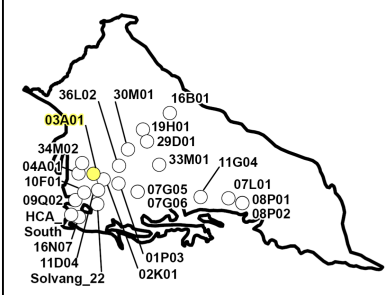 36L02
30M01
16B01
03A01
19H01
29D01
34M02
33M01
11G04
04A01
10F01
07G05
07L01
09Q02
07G06
08P01
HCA_
08P02
South
16N07
01P03
11D04
02K01
Solvang_22